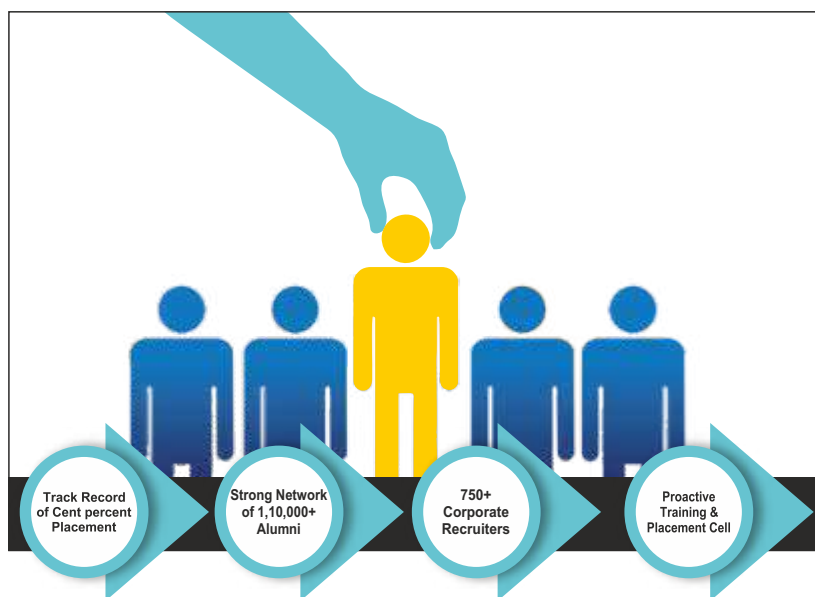 Track Record
of Cent percent
Placement
Strong Network
of 1,10,000+
Alumni
750+
Corporate
Recruiters
Proactive
Training &
Placement Cell